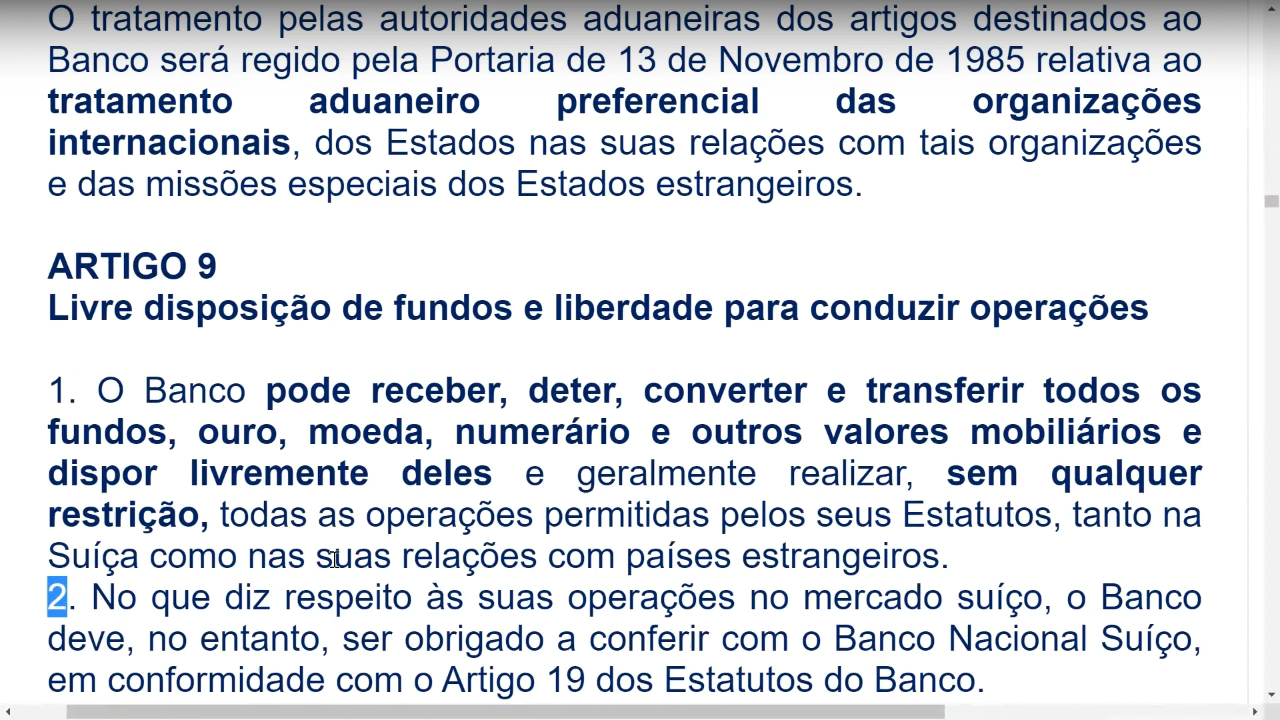 O tratamento pelas autoridades aduaneiras dos artigos destinados ao
Banco será regido pela Portaria de 13 de Novembro de 1985 relativa ao
tratamento aduaneiro preferencial das organizações
internacionais, dos Estados nas suas relações com tais organizações
e das missões especiais dos Estados estrangeiros.
ARTIGO 9
Livre disposição de fundos e liberdade para conduzir operações
1. O Banco pode receber, deter, converter e transferir todos os
fundos, ouro, moeda, numerário e outros valores mobiliários e
dispor livremente deles e geralmente realizar, sem qualquer
restrição, todas as operações permitidas pelos seus Estatutos, tanto na
Suíça como nas suas relações com países estrangeiros.
2. No que diz respeito às suas operações no mercado suíço, o Banco
deve, no entanto, ser obrigado a conferir com o Banco Nacional Suíço,
em conformidade com o Artigo 19 dos Estatutos do Banco.